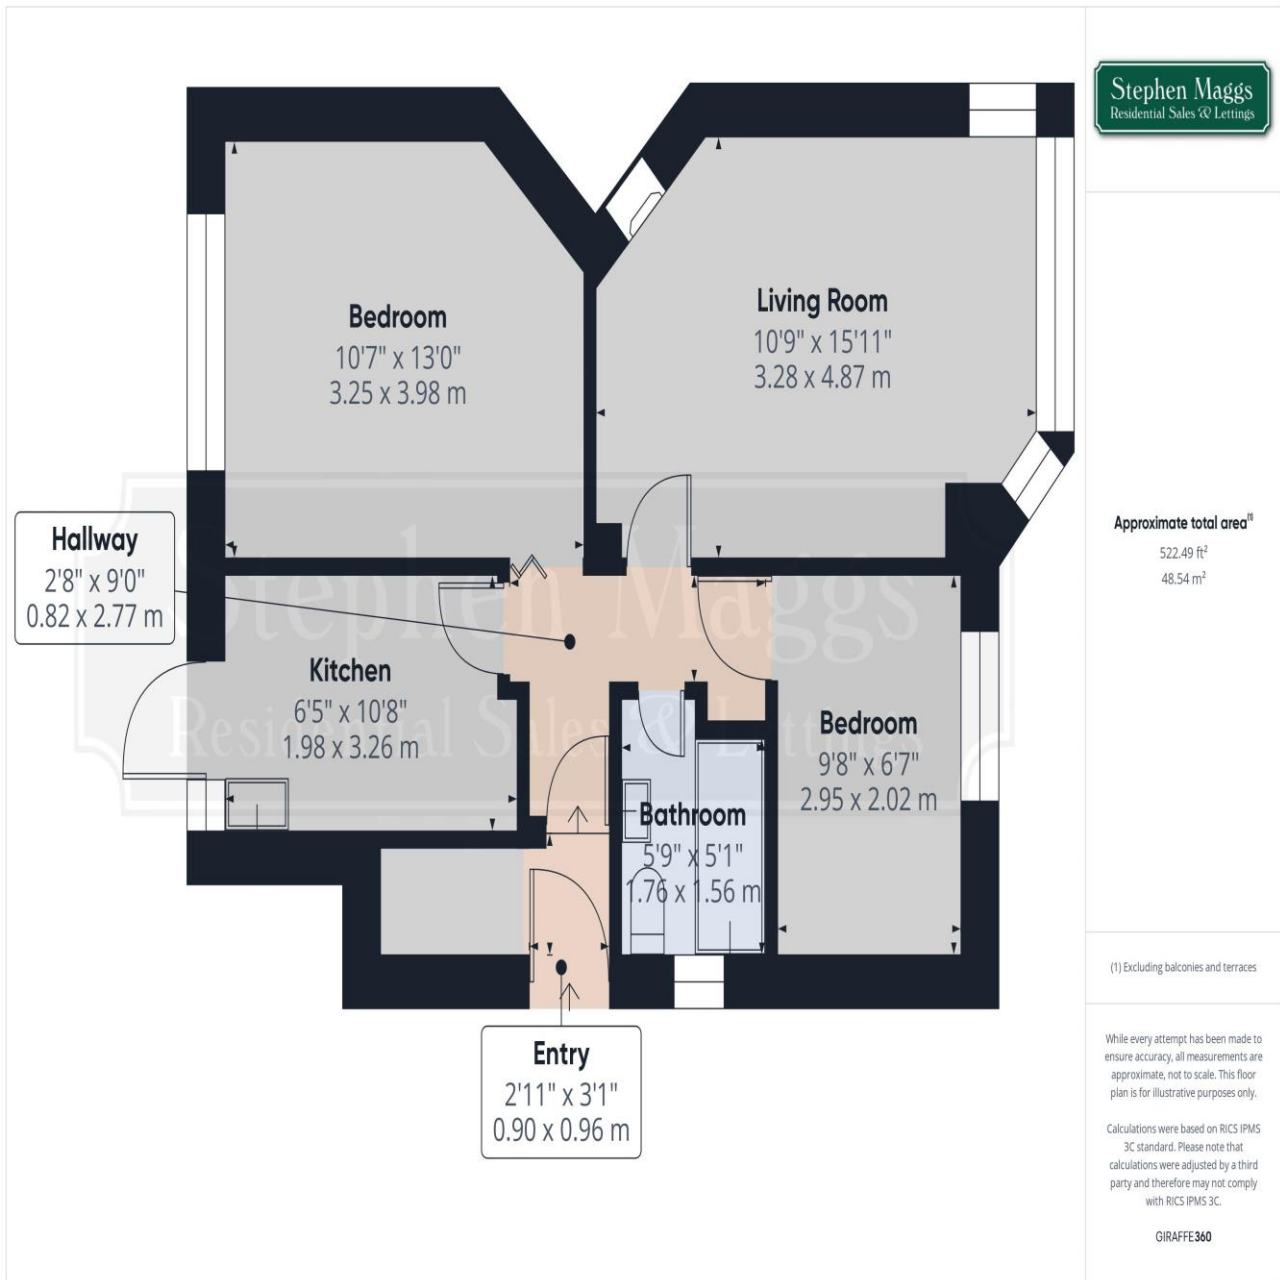 Stephen Maggs
Residential Sales & Lettings
Bedroom
10'7" x 13'0"
3.25 x 3.98 m
Living Room
10'9" x 15'11"
3.28 x 4.87 m
Hallway
2'8" x 9'0"
0.82 x 2.77 m
Kitchen
6'5" x 10'8"
1.98 x 3.26 m
Bedroom
9'8" x 6'7"
2.95 x 2.02 m
Bathroom
5'9" x 5'1"
1.76 x 1.56 m
Entry
2'11" x 3'1"
0.90 x 0.96 m
Stephen Maggs
Residential Sales & Lettings
Approximate total area(1)
522.49 ft²
48.54 m²
(1) Excluding balconies and terraces
While every attempt has been made to
ensure accuracy, all measurements are
approximate, not to scale. This floor
plan is for illustrative purposes only.
Calculations were based on RICS IPMS
3C standard. Please note that
calculations were adjusted by a third
party and therefore may not comply
with RICS IPMS 3C.
GIRAFFE360